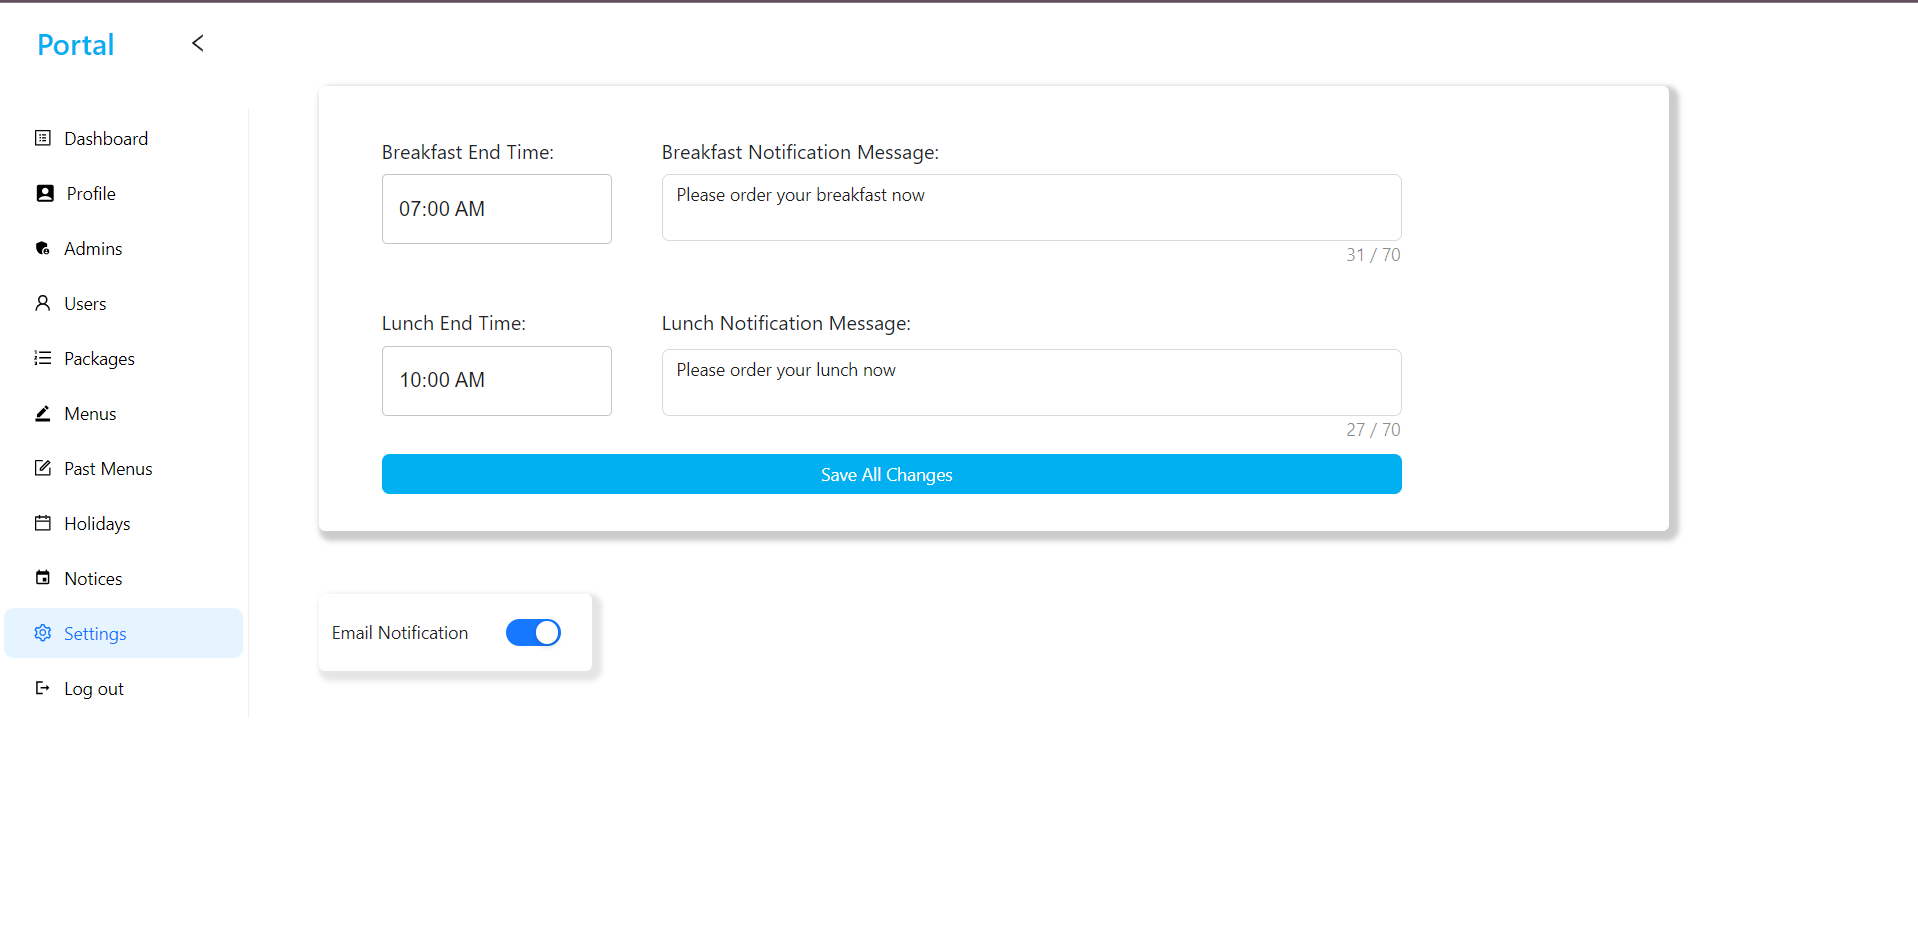 Portal
Dashboard
Profile
Admins
Users
Packages
Menus
Past Menus
Holidays
Notices
Settings
Log out
Breakfast End Time:
07:00 AM
Breakfast Notification Message:
Please order your breakfast now
31 / 70
Lunch End Time:
10:00 AM
Lunch Notification Message:
Please order your lunch now
27 / 70
Save All Changes
Email Notification